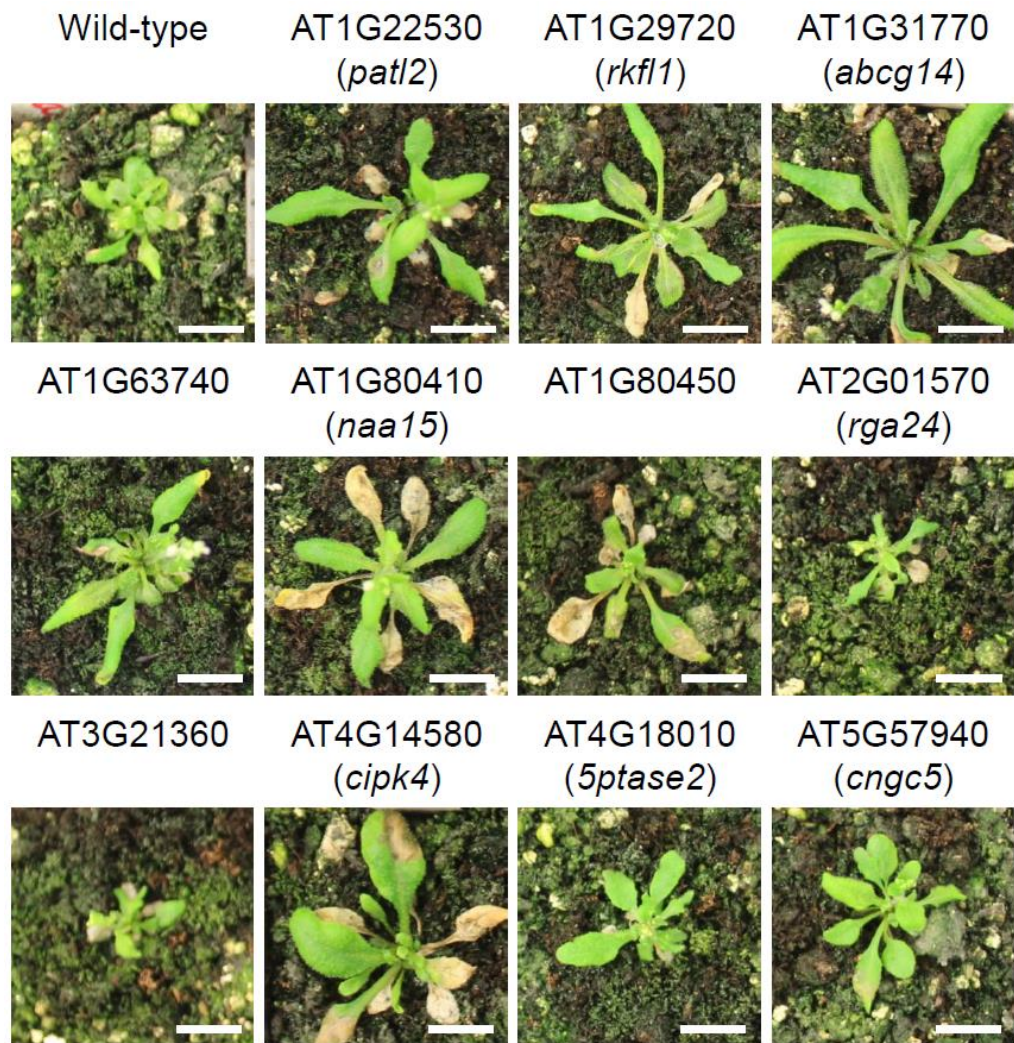 Wild-type AT1G22530 AT1G29720 AT1G31770
(patl2) (rkfl1) (abcg14)
AT1G63740 AT1G80410 AT1G80450 AT2G01570
(naa15) (rga24)
AT3G21360 AT4G14580 AT4G18010 AT5G57940
(cipk4) (5ptase2) (cngc5)